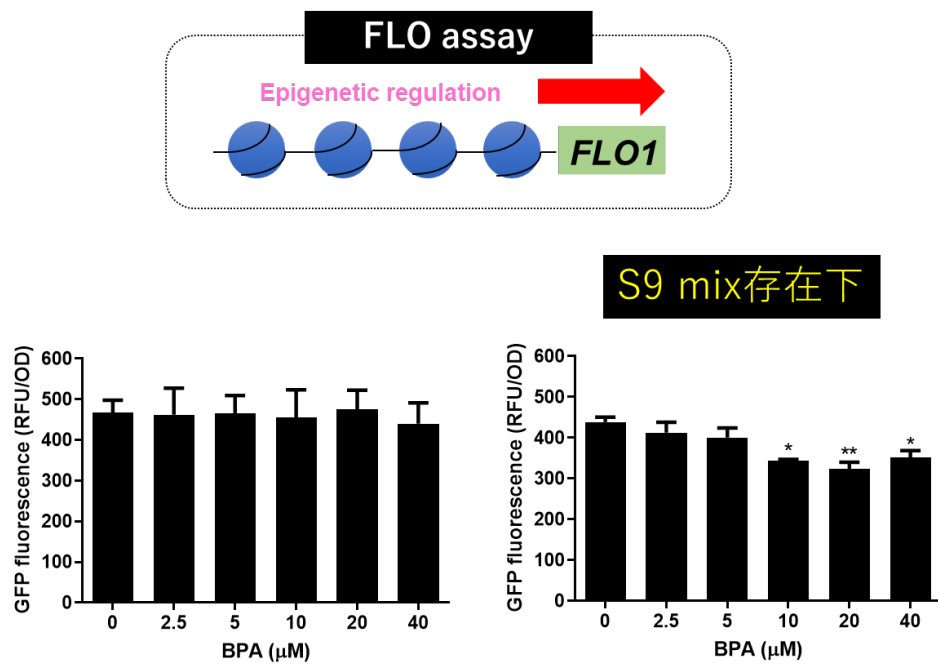 FLO assay
Epigenetic regulation
FLO1
S9 mix存在下
GFP fluorescence (RFU/OD)
600
500
400
300
200
100
0
0 2.5 5 10 20 40
BPA (μM)
GFP fluorescence (RFU/OD)
600
500
400
300
200
100
0
* ** *
0 2.5 5 10 20 40
BPA (μM)